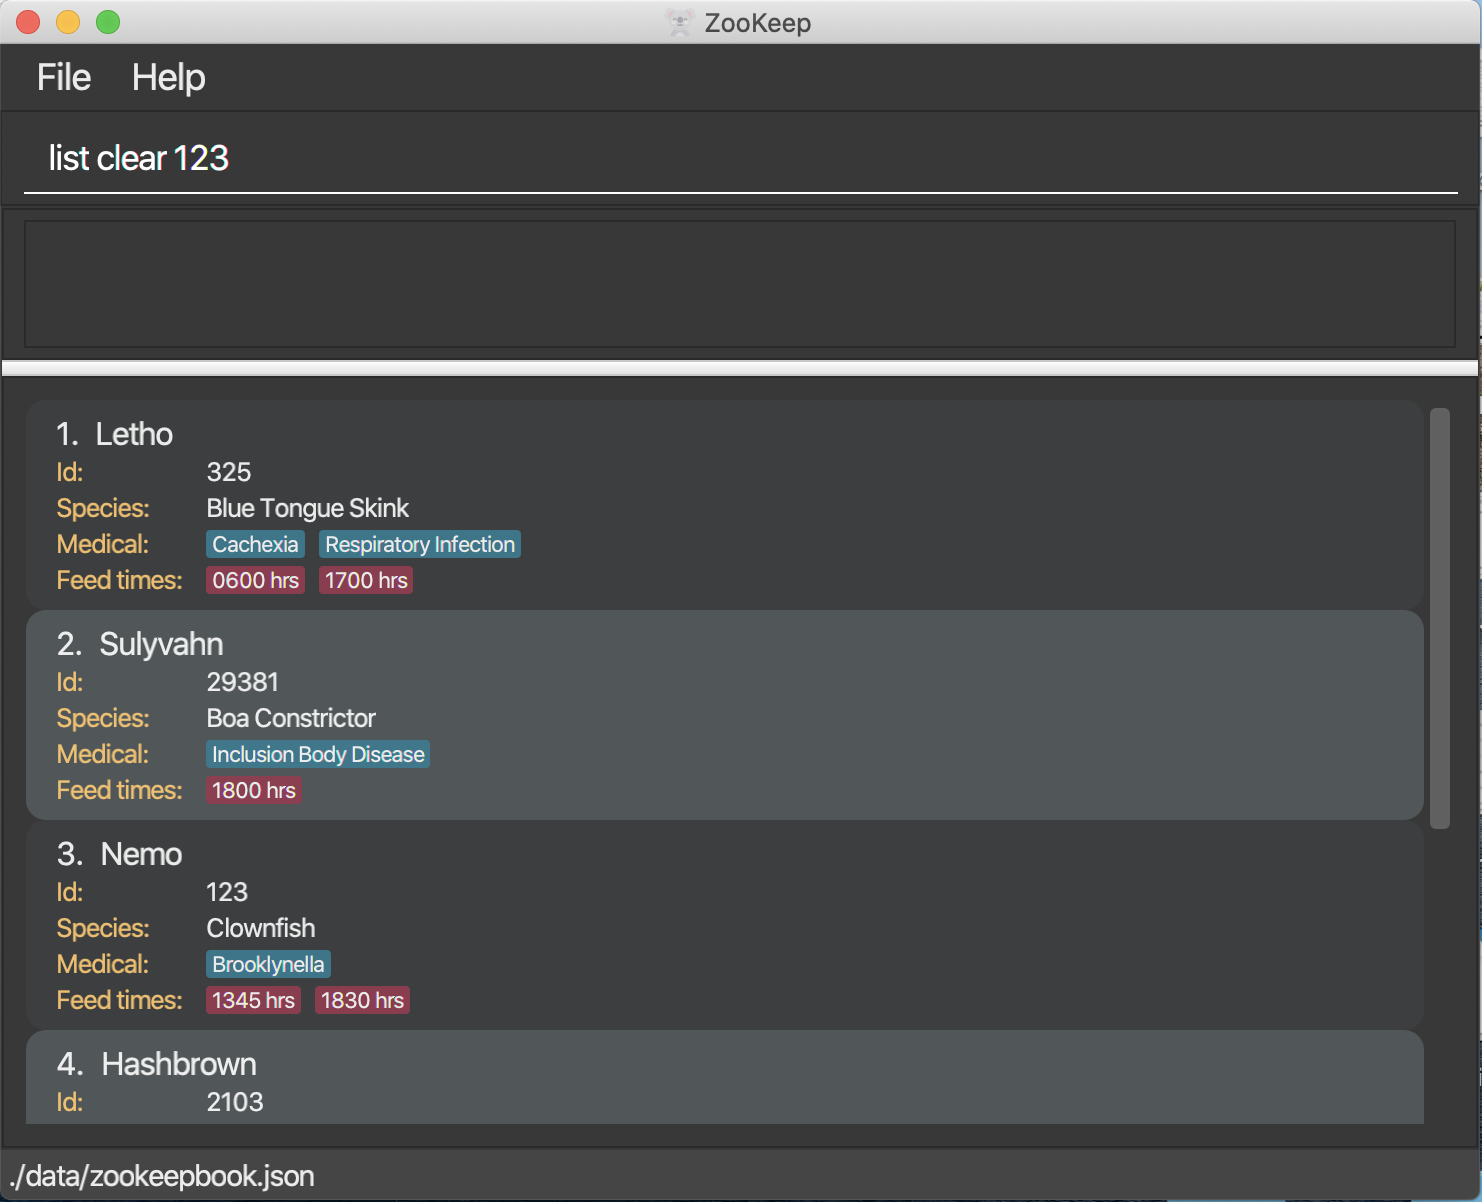 ZooKeep
File Help
list clear 123
1. Letho
Id: 325
Species: Blue Tongue Skink
Medical: Cachexia Respiratory Infection
Feed times: 0600 hrs 1700 hrs
2. Sulyvahn
Id: 29381
Species: Boa Constrictor
Medical: Inclusion Body Disease
Feed times: 1800 hrs
3. Nemo
Id: 123
Species: Clownfish
Medical: Brooklynella
Feed times: 1345 hrs 1830 hrs
4. Hashbrown
Id: 2103
./data/zookeepbook.json